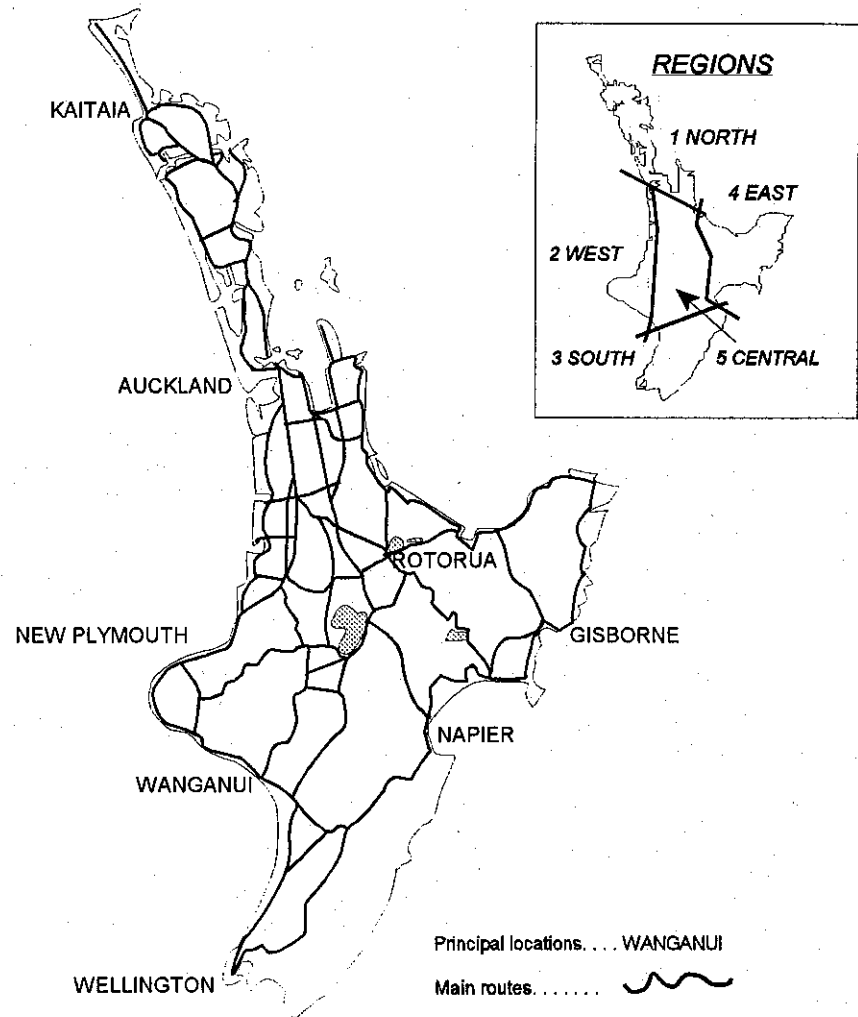 REGIONS
KAITAIA
1 NORTH
4 EAST
2 WEST
3 SOUTH
5 CENTRAL
AUCKLAND
ROTORUA
NEW PLYMOUTH
GISBORNE
NAPIER
WANGANUI
Principal locations.... WANGANUI
WELLINGTON
Main routes.......